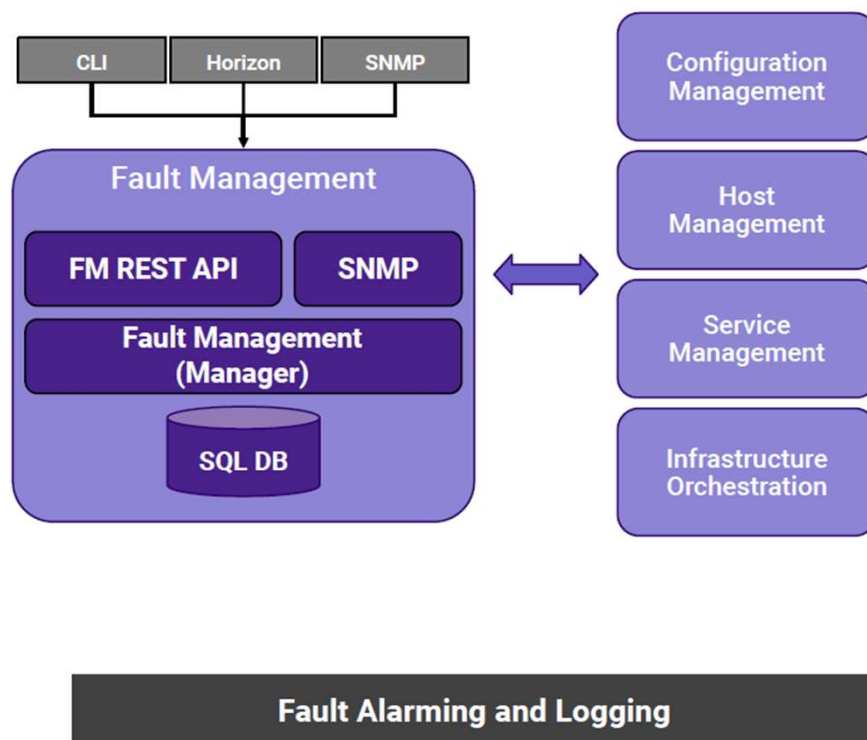 CLI
Horizon
SNMP
Fault Management
FM REST API
SNMP
Fault Management
(Manager)
SQL DB
Configuration
Management
Host
Management
Service
Management
Infrastructure
Orchestration
Fault Alarming and Logging